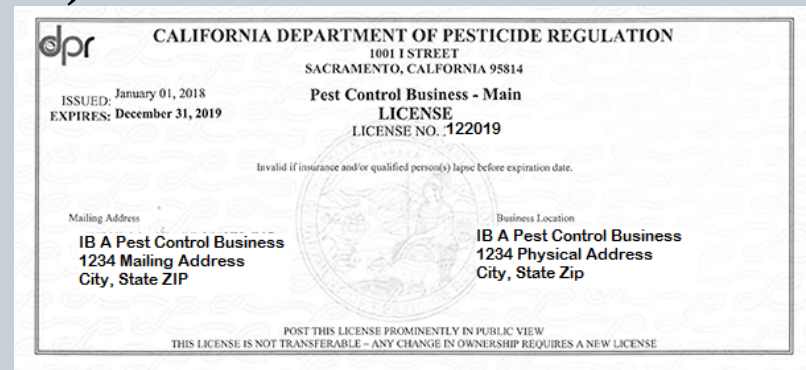 dpr
CALIFORNIA DEPARTMENT OF PESTICIDE REGULATION
1001 I STREET
SACRAMENTO, CALFORNIA 95814
ISSUED: January 01, 2018
EXPIRES: December 31, 2019
Pest Control Business - Main
LICENSE
LICENSE NO. :122019
Invalid if insurance and/or qualified person(s) lapse before expiration date.
Mailing Address
IB A Pest Control Business
1234 Mailing Address
City, State ZIP
Business Location
IB A Pest Control Business
1234 Physical Address
City, State Zip
POST THIS LICENSE PROMINENTLY IN PUBLIC VIEW
THIS LICENSE IS NOT TRANSFERABLE – ANY CHANGE IN OWNERSHIP REQUIRES A NEW LICENSE